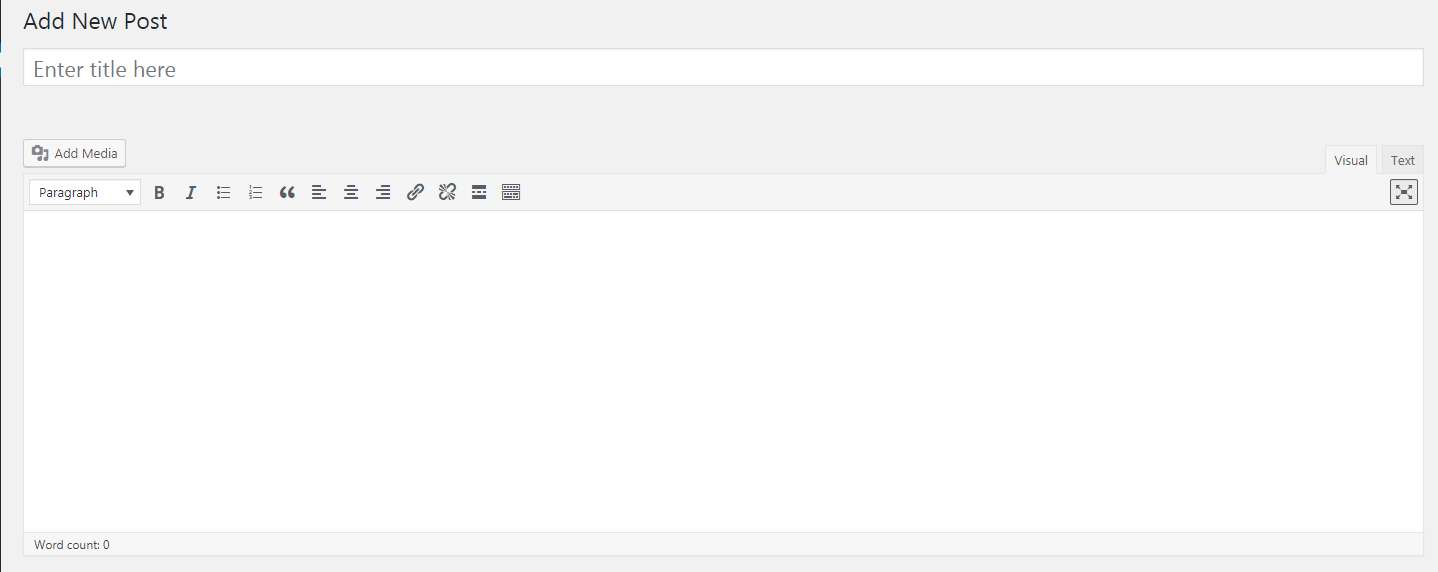 Add New Post
Enter title here
Add Media
Visual Text
Paragraph B I
Word count: 0